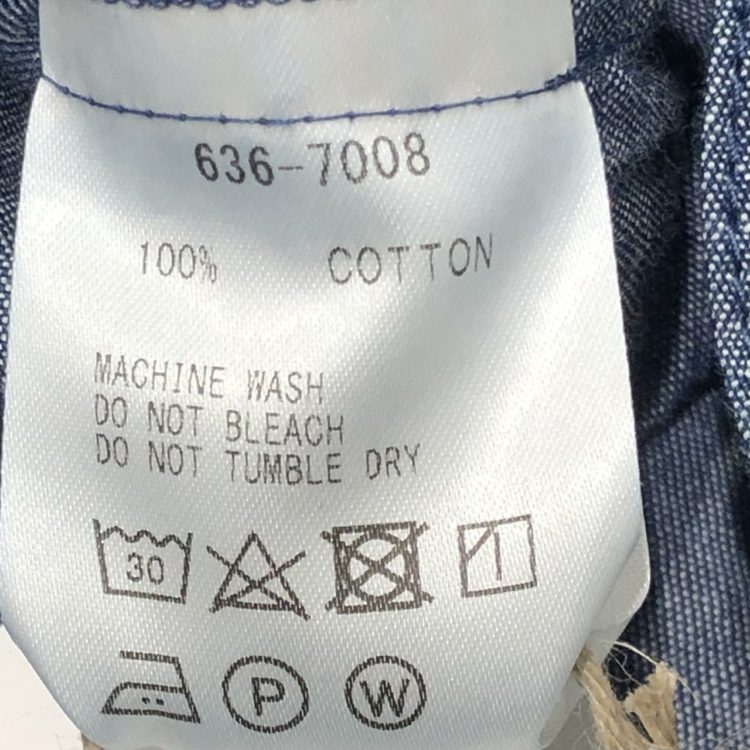 636-7008
100% COTTON
MACHINE WASH
DO NOT BLEACH
DO NOT TUMBLE DRY
30
P W